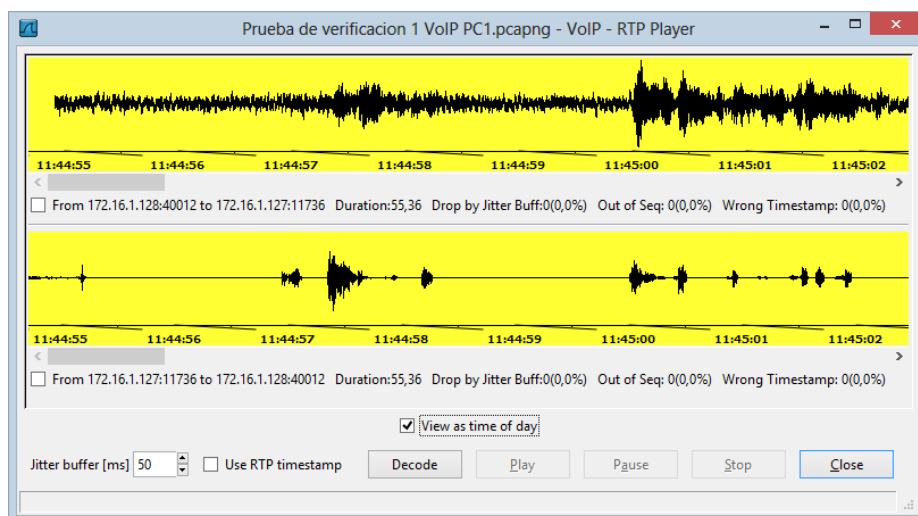 Prueba de verificacion 1 VoIP PC1.pcapng - VoIP - RTP Player
11:44:55 11:44:56 11:44:57 11:44:58 11:44:59 11:45:00 11:45:01 11:45:02
From 172.16.1.128:40012 to 172.16.1.127:11736 Duration:55,36 Drop by Jitter Buff:0(0,0%) Out of Seq: 0(0,0%) Wrong Timestamp: 0(0,0%)
11:44:55 11:44:56 11:44:57 11:44:58 11:44:59 11:45:00 11:45:01 11:45:02
From 172.16.1.127:11736 to 172.16.1.128:40012 Duration:55,36 Drop by Jitter Buff:0(0,0%) Out of Seq: 0(0,0%) Wrong Timestamp: 0(0,0%)
View as time of day
Jitter buffer [ms] 50 Use RTP timestamp Decode Play Pause Stop Close